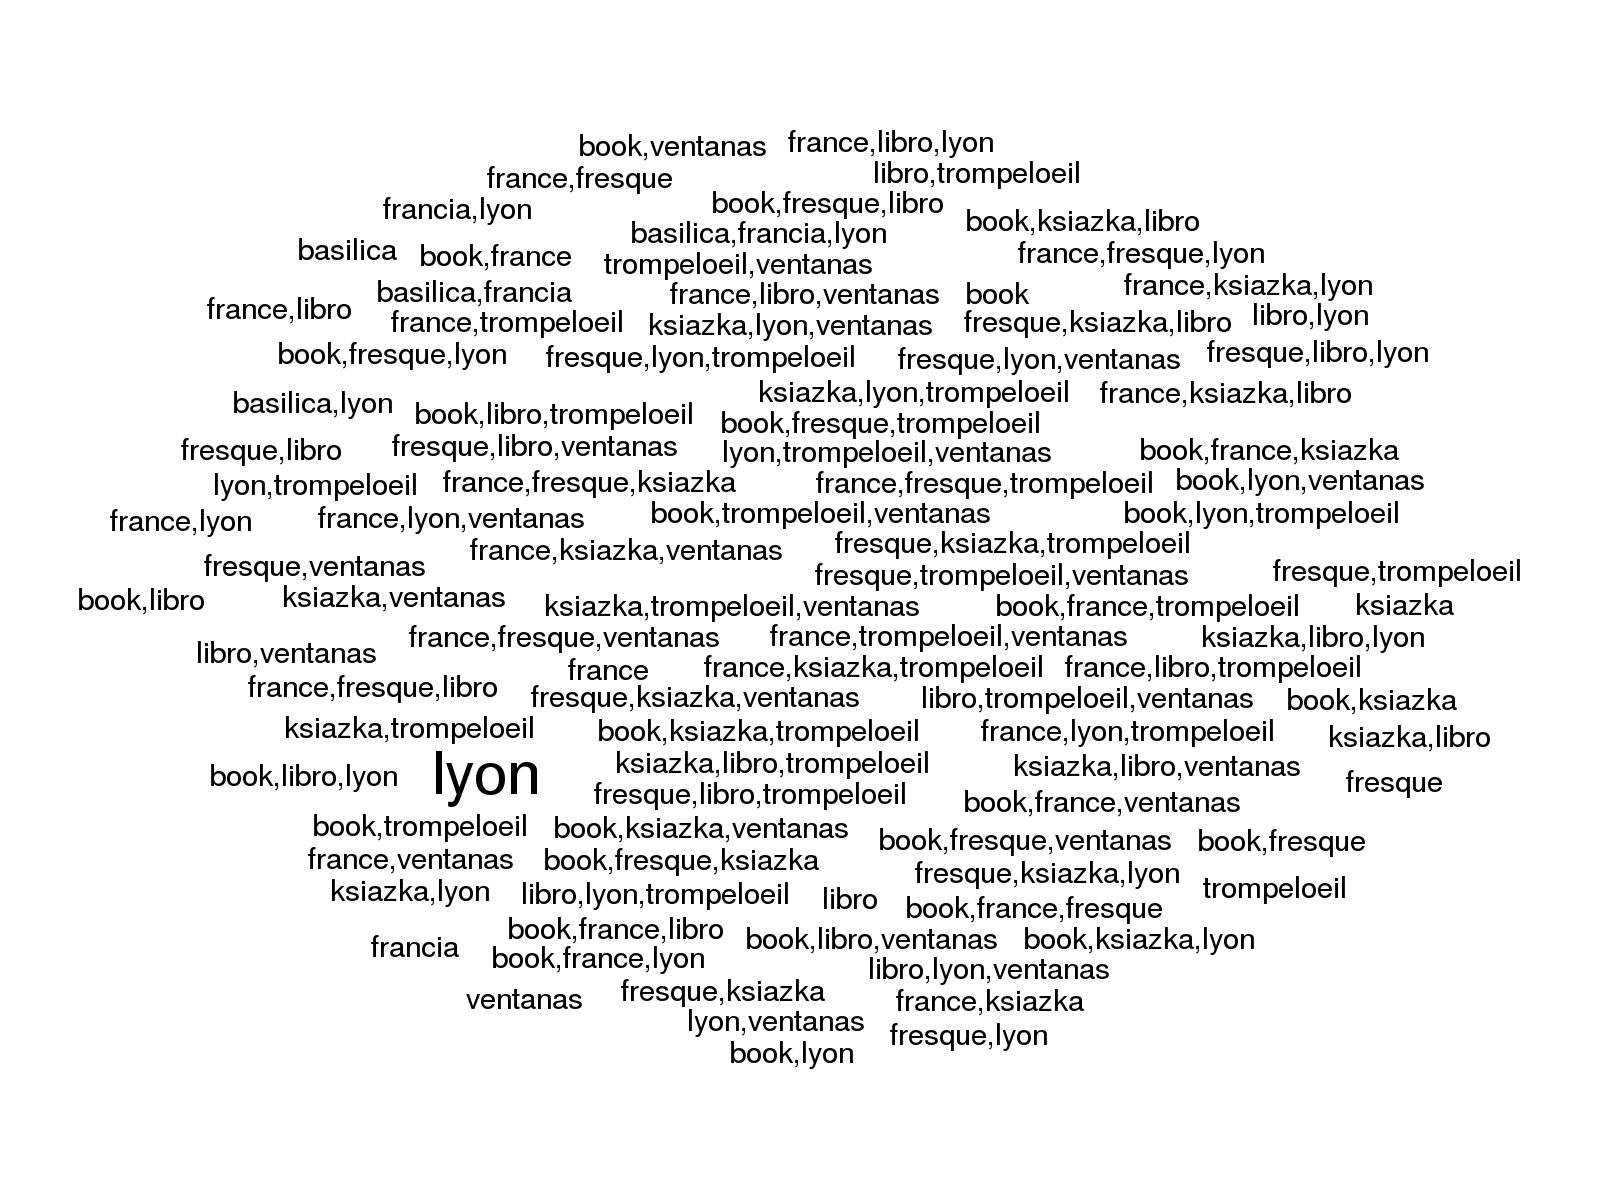 book,ventanas france,libro,lyon
france,fresque libro,trompeloeil
francia,lyon book,fresque,libro
book,ksiazka,libro
basilica,francia,lyon
basilica book,france france,fresque,lyon
trompeloeil,ventanas
basilica,francia france,libro,ventanas book france,ksiazka,lyon
france,libro france,trompeloeil ksiazka,lyon,ventanas fresque,ksiazka,libro libro,lyon
book,fresque,lyon fresque,lyon,trompeloeil fresque,lyon,ventanas fresque,libro,lyon
ksiazka,lyon,trompeloeil france,ksiazka,libro
basilica,lyon book,libro,trompeloeil book,fresque,trompeloeil
fresque,libro fresque,libro,ventanas lyon,trompeloeil,ventanas book,france,ksiazka
lyon,trompeloeil france,fresque,ksiazka france,fresque,trompeloeil book,lyon,ventanas
france,lyon france,lyon,ventanas book,trompeloeil,ventanas book,lyon,trompeloeil
france,ksiazka,ventanas fresque,ksiazka,trompeloeil
fresque,ventanas fresque,trompeloeil,ventanas fresque,trompeloeil
book,libro ksiazka,ventanas ksiazka,trompeloeil,ventanas book,france,trompeloeil ksiazka
france,fresque,ventanas france,trompeloeil,ventanas ksiazka,libro,lyon
libro,ventanas france france,ksiazka,trompeloeil france,libro,trompeloeil
france,fresque,libro fresque,ksiazka,ventanas libro,trompeloeil,ventanas book,ksiazka
ksiazka,trompeloeil book,ksiazka,trompeloeil france,lyon,trompeloeil ksiazka,libro
book,libro,lyon lyon ksiazka,libro,trompeloeil ksiazka,libro,ventanas fresque
fresque,libro,trompeloeil book,france,ventanas
book,trompeloeil book,ksiazka,ventanas book,fresque,ventanas book,fresque
france,ventanas book,fresque,ksiazka fresque,ksiazka,lyon
ksiazka,lyon libro,lyon,trompeloeil libro book,france,fresque trompeloeil
book,france,libro book,libro,ventanas book,ksiazka,lyon
francia book,france,lyon libro,lyon,ventanas
ventanas fresque,ksiazka france,ksiazka
lyon,ventanas fresque,lyon
book,lyon